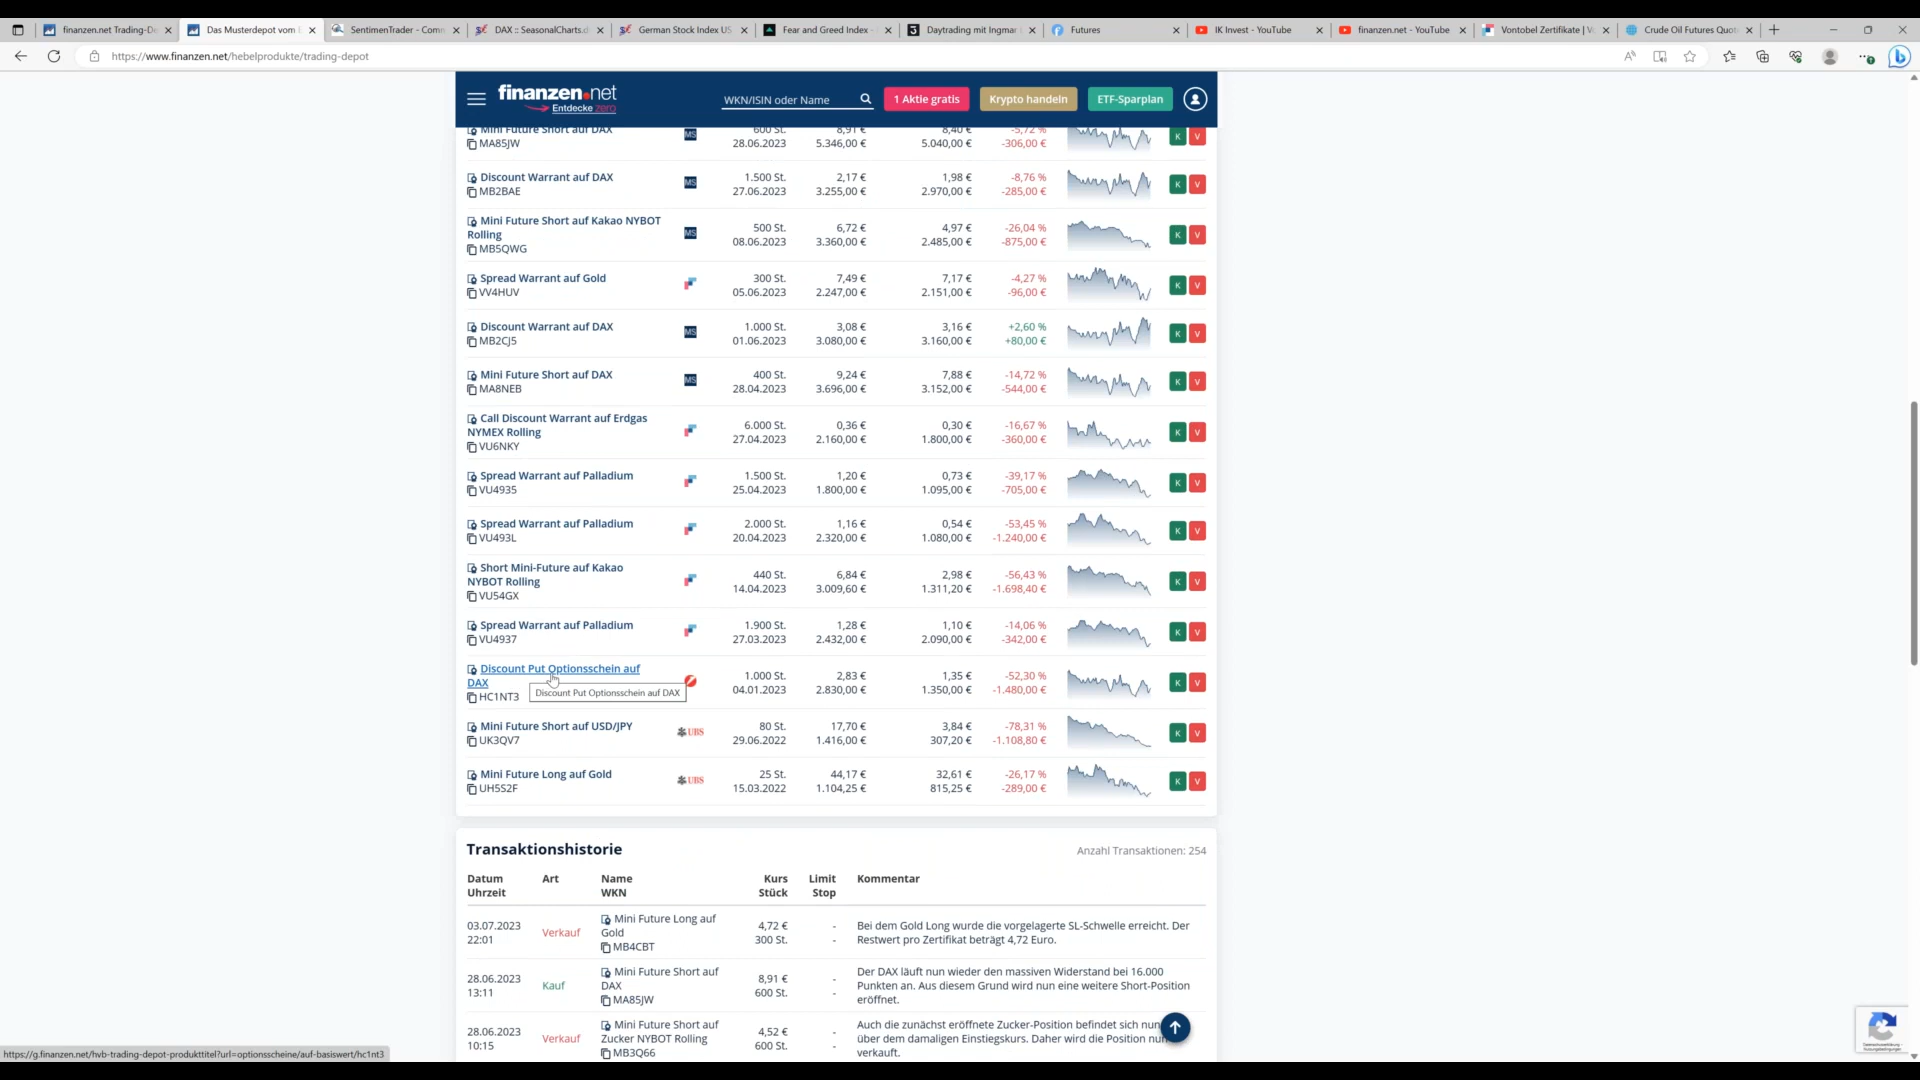 finanzen.net Trading-De
Das Musterdepot vom
SentimenTrader - Com
DAX :: SeasonalCharts.d
German Stock Index US
Fear and Greed Index -
Daytrading mit Ingmar
Futures
IK Invest - YouTube
finanzen.net - YouTube
Vontobel Zertifikate | V
Crude Oil Futures Quot
https://www.finanzen.net/hebelprodukte/trading-depot
finanzen.net
Entdecke zero
WKN/ISIN oder Name
1 Aktie gratis
Krypto handeln
ETF-Sparplan
Mini Future Short auf DAX 600 St. 8,91 € 8,40 € -5,72 %
MA85JW MS 28.06.2023 5.346,00 € 5.040,00 € -306,00 € K V
Discount Warrant auf DAX 1.500 St. 2,17 € 1,98 € -8,76 %
MB2BAE MS 27.06.2023 3.255,00 € 2.970,00 € -285,00 € K V
Mini Future Short auf Kakao NYBOT
Rolling MS 500 St. 6,72 € 4,97 € -26,04 % K V
MB5QWG 08.06.2023 3.360,00 € 2.485,00 € -875,00 €
Spread Warrant auf Gold 300 St. 7,49 € 7,17 € -4,27 %
VV4HUV 05.06.2023 2.247,00 € 2.151,00 € -96,00 € K V
Discount Warrant auf DAX 1.000 St. 3,08 € 3,16 € +2,60 %
MB2CJ5 MS 01.06.2023 3.080,00 € 3.160,00 € +80,00 € K V
Mini Future Short auf DAX 400 St. 9,24 € 7,88 € -14,72 %
MA8NEB MS 28.04.2023 3.696,00 € 3.152,00 € -544,00 € K V
Call Discount Warrant auf Erdgas
NYMEX Rolling 6.000 St. 0,36 € 0,30 € -16,67 % K V
VU6NKY 27.04.2023 2.160,00 € 1.800,00 € -360,00 €
Spread Warrant auf Palladium 1.500 St. 1,20 € 0,73 € -39,17 %
VU4935 25.04.2023 1.800,00 € 1.095,00 € -705,00 € K V
Spread Warrant auf Palladium 2.000 St. 1,16 € 0,54 € -53,45 %
VU493L 20.04.2023 2.320,00 € 1.080,00 € -1.240,00 € K V
Short Mini-Future auf Kakao
NYBOT Rolling 440 St. 6,84 € 2,98 € -56,43 % K V
VU54GX 14.04.2023 3.009,60 € 1.311,20 € -1.698,40 €
Spread Warrant auf Palladium 1.900 St. 1,28 € 1,10 € -14,06 %
VU4937 27.03.2023 2.432,00 € 2.090,00 € -342,00 € K V
Discount Put Optionsschein auf
DAX 1.000 St. 2,83 € 1,35 € -52,30 % K V
HC1NT3 04.01.2023 2.830,00 € 1.350,00 € -1.480,00 €
Discount Put Optionsschein auf DAX
Mini Future Short auf USD/JPY 80 St. 17,70 € 3,84 € -78,31 %
UK3QV7 UBS 29.06.2022 1.416,00 € 307,20 € -1.108,80 € K V
Mini Future Long auf Gold 25 St. 44,17 € 32,61 € -26,17 %
UH5S2F UBS 15.03.2022 1.104,25 € 815,25 € -289,00 € K V
Transaktionshistorie Anzahl Transaktionen: 254
Datum Art Name Kurs Limit Kommentar
Uhrzeit WKN Stück Stop
03.07.2023 Verkauf Mini Future Long auf 4,72 € - Bei dem Gold Long wurde die vorgelagerte SL-Schwelle erreicht. Der
22:01 Gold 300 St. - Restwert pro Zertifikat beträgt 4,72 Euro.
MB4CBT
28.06.2023 Kauf Mini Future Short auf 8,91 € - Der DAX läuft nun wieder den massiven Widerstand bei 16.000
13:11 DAX 600 St. - Punkten an. Aus diesem Grund wird nun eine weitere Short-Position
MA85JW eröffnet.
28.06.2023 Verkauf Mini Future Short auf 4,52 € - Auch die zunächst eröffnete Zucker-Position befindet sich nun
10:15 Zucker NYBOT Rolling 600 St. - über dem damaligen Einstiegskurs. Daher wird die Position nun
MB3Q66 verkauft.
https://g.finanzen.net/hvb-trading-depot-produkttitel?url=optionsscheine/auf-basiswert/hc1nt3